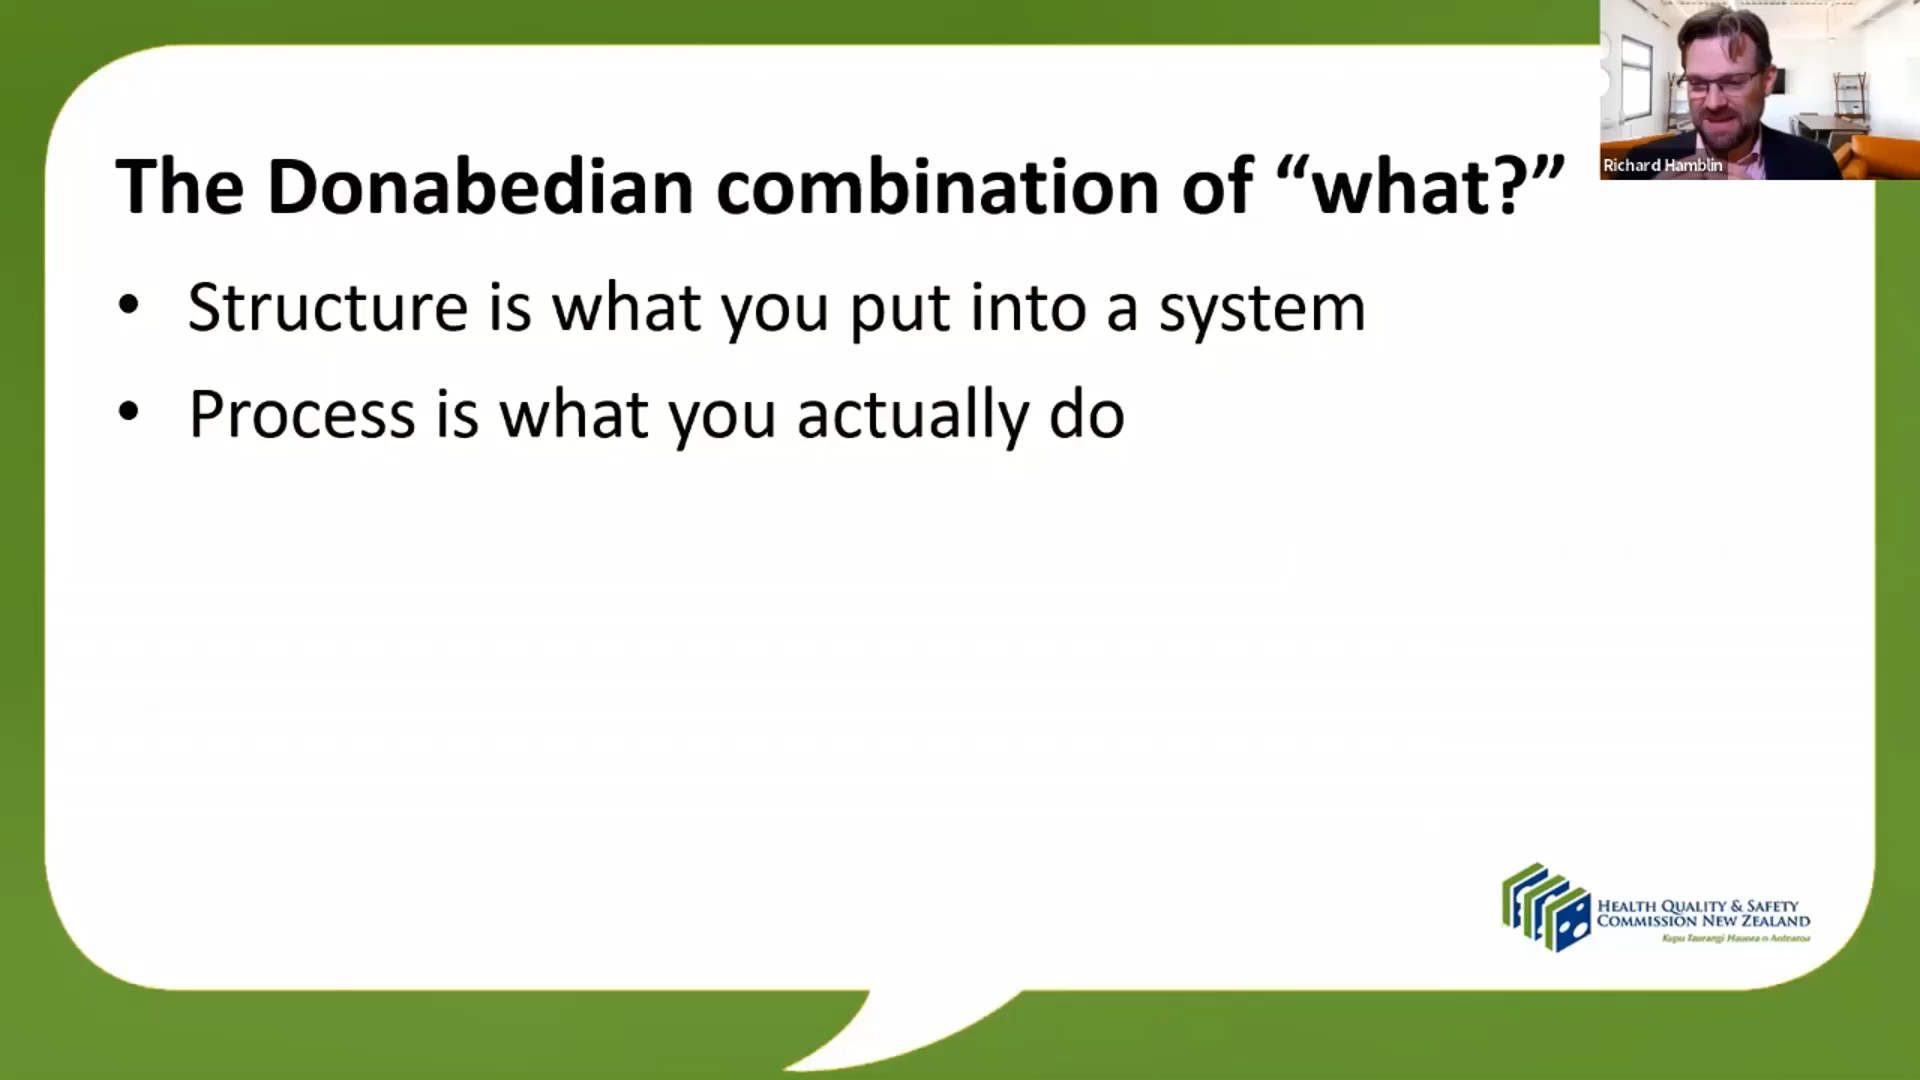 The Donabedian combination of “what?”
• Structure is what you put into a system
• Process is what you actually do
Richard Hamblin
HEALTH QUALITY & SAFETY
COMMISSION NEW ZEALAND
Kupu Taurangi Hauora o Aotearoa